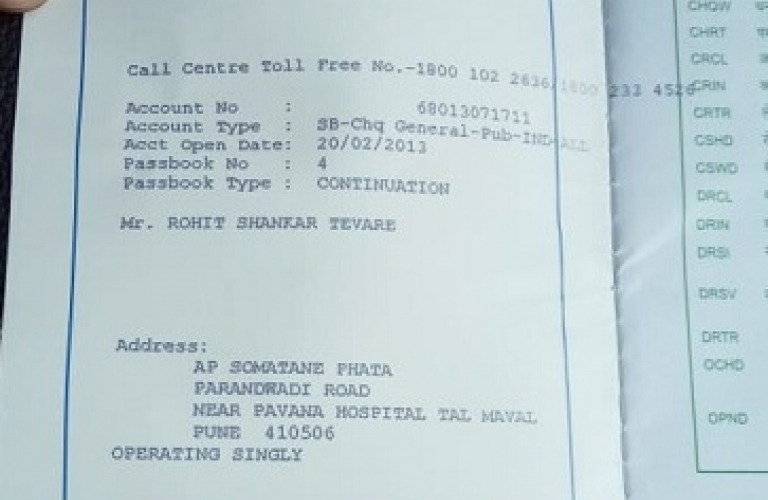 Call Centre Toll Free No.-1800 102 2636/1800 233 4526
Account No : 68013071711
Account Type : SB-Chq General-Pub-IND-ALL
Acct Open Date: 20/02/2013
Passbook No : 4
Passbook Type : CONTINUATION
Mr. ROHIT SHANKAR TEVARE
Address:
AP SOMATANE PHATA
PARANDWADI ROAD
NEAR PAVANA HOSPITAL TAL MAVAL
PUNE 410506
OPERATING SINGLY
CHQW
CHRT
CRCL
CRIN
CRTR
CSHD
CSWD
DRCL
DRIN
DRSI
DRSV
DRTR
OCHD
OPND